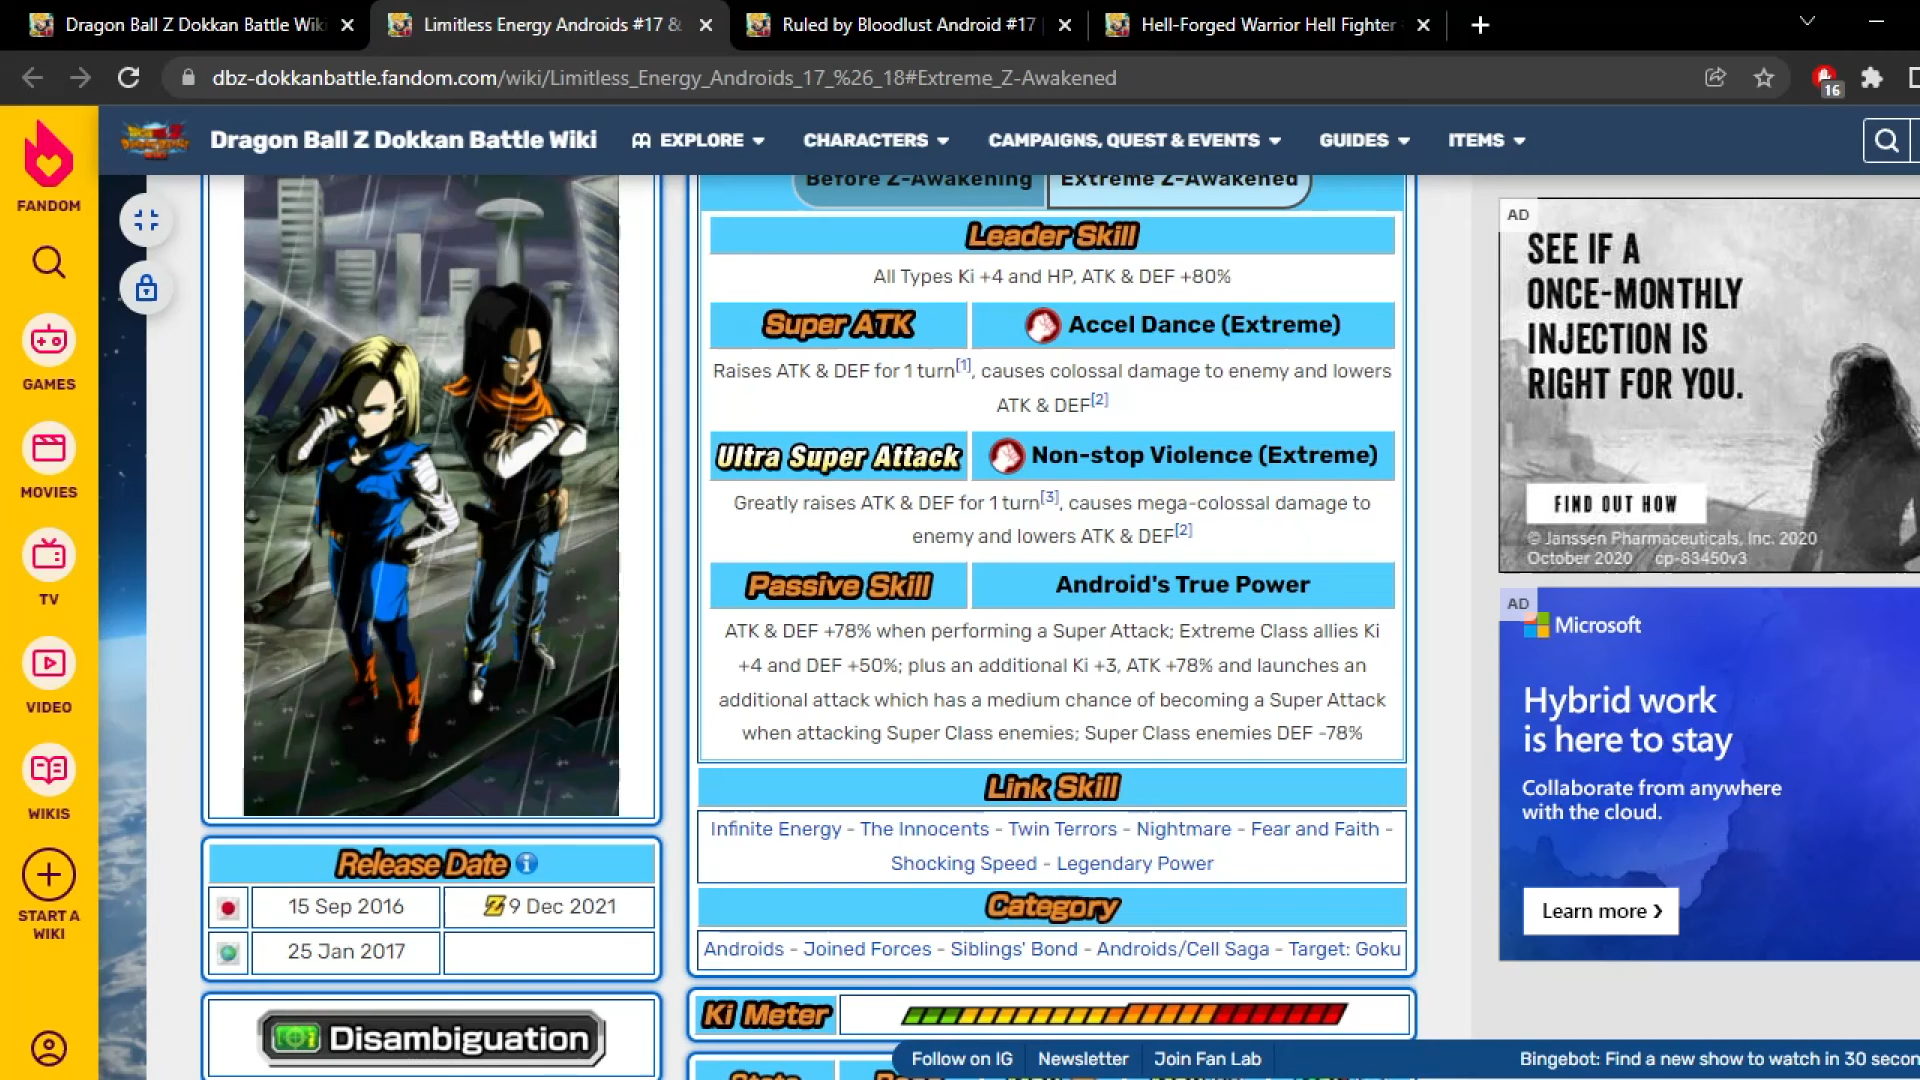 Dragon Ball Z Dokkan Battle Wiki
Limitless Energy Androids #17 &
Ruled by Bloodlust Android #17
Hell-Forged Warrior Hell Fighter
dbz-dokkanbattle.fandom.com/wiki/Limitless_Energy_Androids_17_%26_18#Extreme_Z-Awakened
16
Dragon Ball Z Dokkan Battle Wiki
EXPLORE
CHARACTERS
CAMPAIGNS, QUEST & EVENTS
GUIDES
ITEMS
FANDOM
GAMES
MOVIES
TV
VIDEO
WIKIS
START A
WIKI
Before Z-Awakening
Extreme Z-Awakened
Leader Skill
All Types Ki +4 and HP, ATK & DEF +80%
Super ATK
Accel Dance (Extreme)
Raises ATK & DEF for 1 turn[1], causes colossal damage to enemy and lowers
ATK & DEF[2]
Ultra Super Attack
Non-stop Violence (Extreme)
Greatly raises ATK & DEF for 1 turn[3], causes mega-colossal damage to
enemy and lowers ATK & DEF[2]
Passive Skill
Android's True Power
ATK & DEF +78% when performing a Super Attack; Extreme Class allies Ki
+4 and DEF +50%; plus an additional Ki +3, ATK +78% and launches an
additional attack which has a medium chance of becoming a Super Attack
when attacking Super Class enemies; Super Class enemies DEF -78%
Link Skill
Infinite Energy - The Innocents - Twin Terrors - Nightmare - Fear and Faith -
Shocking Speed - Legendary Power
Category
Androids - Joined Forces - Siblings' Bond - Androids/Cell Saga - Target: Goku
Ki Meter
Release Date
15 Sep 2016
9 Dec 2021
25 Jan 2017
Disambiguation
AD
SEE IF A
ONCE-MONTHLY
INJECTION IS
RIGHT FOR YOU.
FIND OUT HOW
© Janssen Pharmaceuticals, Inc. 2020
October 2020 cp-83450v3
AD
Microsoft
Hybrid work
is here to stay
Collaborate from anywhere
with the cloud.
Learn more ❯
Follow on IG
Newsletter
Join Fan Lab
Bingebot: Find a new show to watch in 30 secon